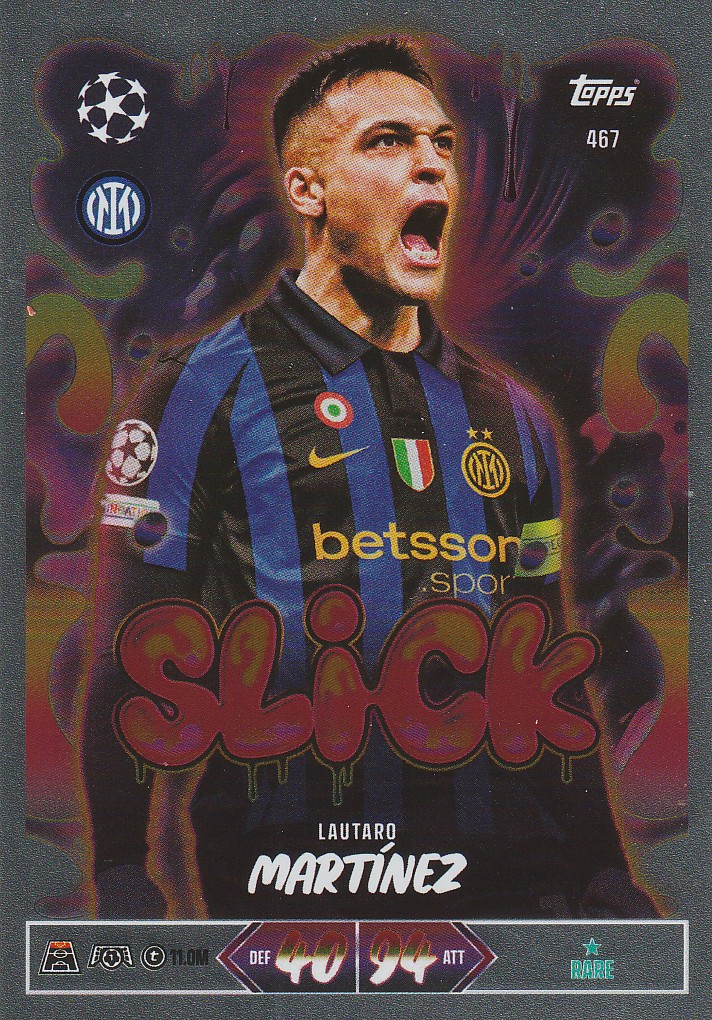 TOPPS
467
betsson
.spor
SLiCK
LAUTARO
MARTÍNEZ
t 11.0M
DEF 40 94 ATT
RARE